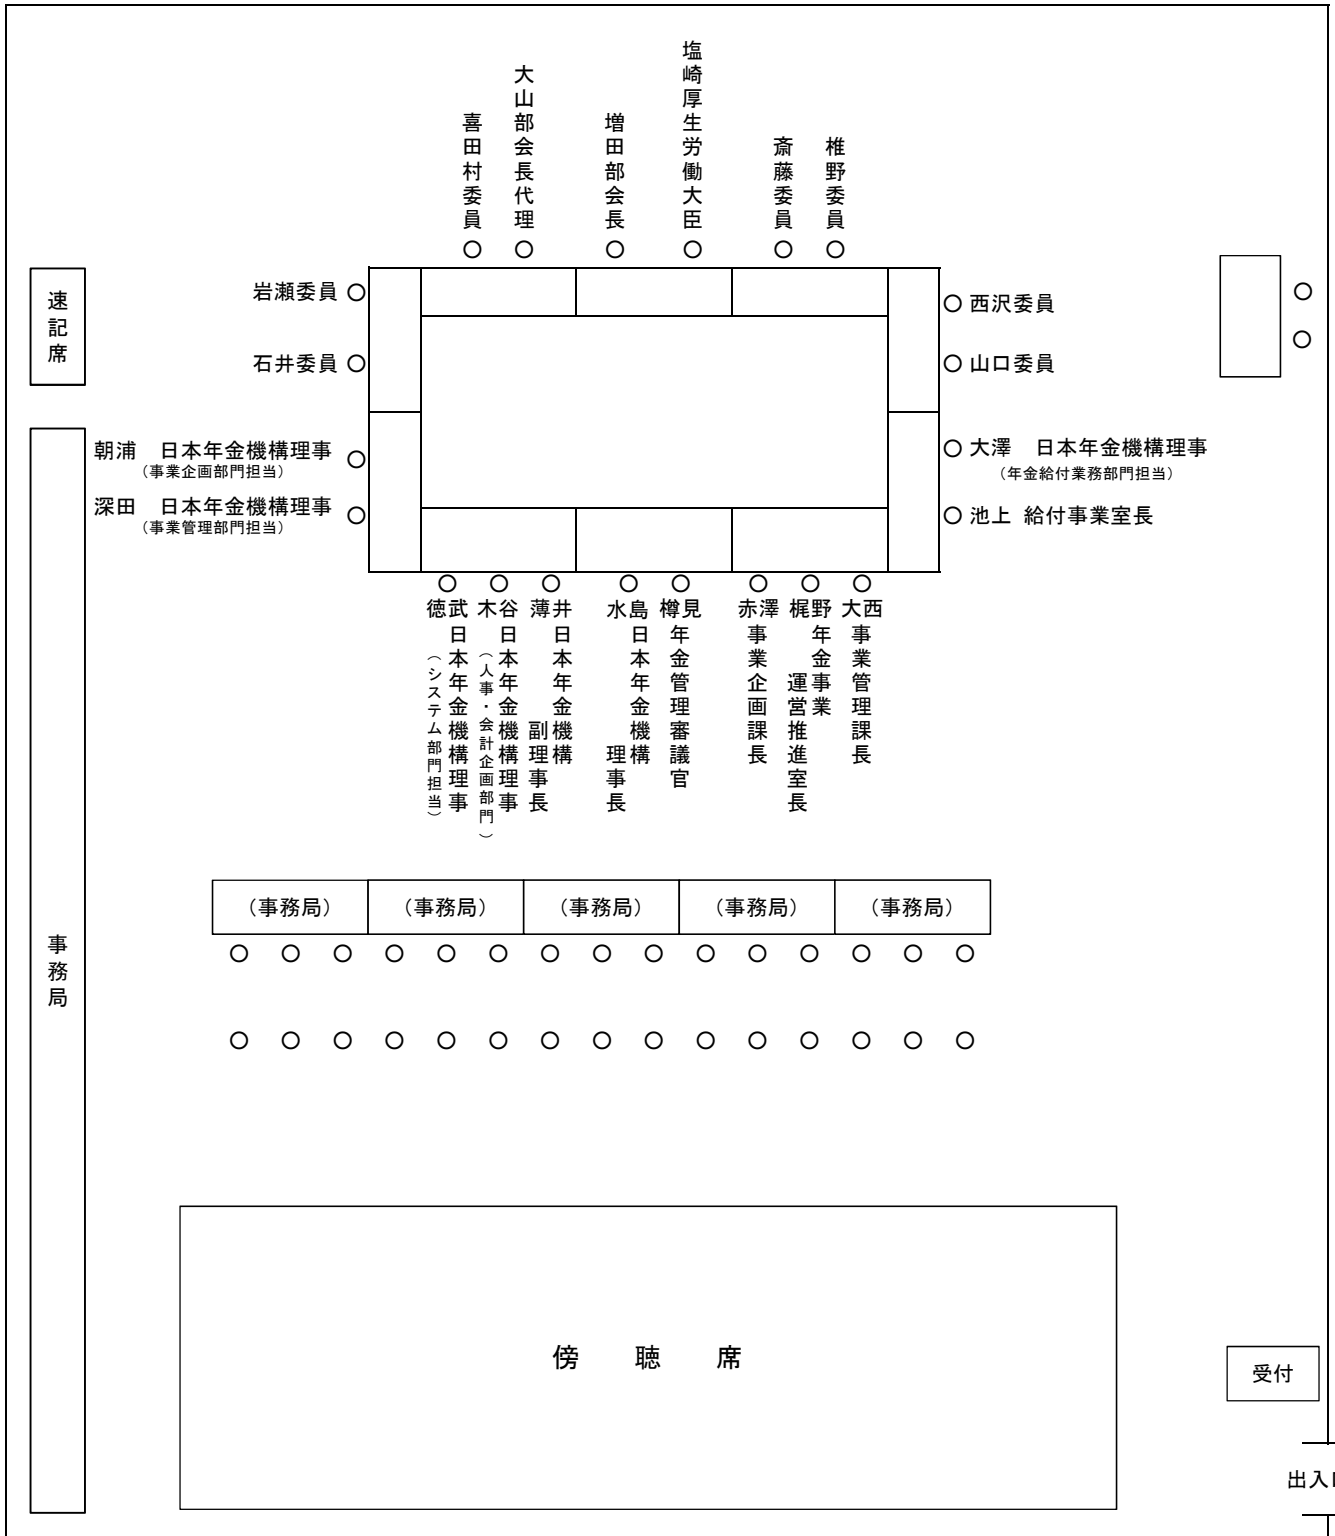 喜田村委員
大山部会長代理
増田部会長
塩崎厚生労働大臣
斎藤委員
椎野委員
速記席
岩瀬委員
石井委員
西沢委員
山口委員
朝浦　日本年金機構理事
（事業企画部門担当）
深田　日本年金機構理事
（事業管理部門担当）
大澤　日本年金機構理事
（年金給付業務部門担当）
池上 給付事業室長
徳武日本年金機構理事
（システム部門担当）
木谷日本年金機構理事
（人事・会計企画部門）
薄井日本年金機構
副理事長
水島日本年金機構
理事長
樽見年金管理審議官
赤澤事業企画課長
梶野年金事業
運営推進室長
大西事業管理課長
（事務局）
（事務局）
（事務局）
（事務局）
（事務局）
事務局
傍　聴　席
受付
出入口